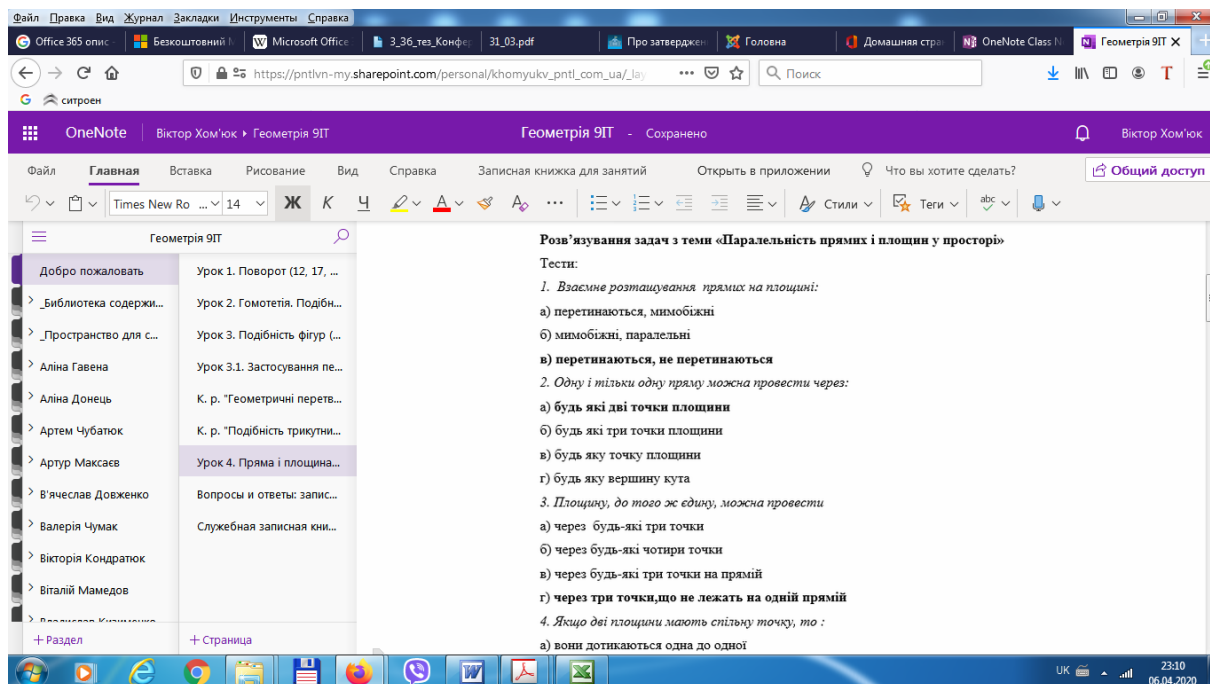 Файл Правка Вид Журнал Закладки Инструменты Справка
Office 365 опис Безкоштовний Microsoft Office 3_36_тез_Конфер 31_03.pdf Про затверджен Головна Домашняя стра OneNote Class N Геометрія 9ІТ
https://pntlvn-my.sharepoint.com/personal/khomyukv_pntl_com_ua/_lay Поиск
ситроен
OneNote Віктор Хом'юк Геометрія 9ІТ Геометрія 9ІТ - Сохранено Віктор Хом'юк
Файл Главная Вставка Рисование Вид Справка Записная книжка для занятий Открыть в приложении Что вы хотите сделать? Общий доступ
Times New Ro ... 14 Ж К Ч А Стили Теги abc
Геометрія 9ІТ
Добро пожаловать
_Библиотека содержи...
_Пространство для с...
Аліна Гавена
Аліна Донець
Артем Чубатюк
Артур Максаєв
В'ячеслав Довженко
Валерія Чумак
Вікторія Кондратюк
Віталій Мамедов
+ Раздел
Урок 1. Поворот (12, 17, ...
Урок 2. Гомотетія. Подібн...
Урок 3. Подібність фігур (...
Урок 3.1. Застосування пе...
К. р. "Геометричні перетв...
К. р. "Подібність трикутни...
Урок 4. Пряма і площина...
Вопросы и ответы: запис...
Служебная записная кни...
+ Страница
Розв’язування задач з теми «Паралельність прямих і площин у просторі»
Тести:
1. Взаємне розташування прямих на площині:
а) перетинаються, мимобіжні
б) мимобіжні, паралельні
в) перетинаються, не перетинаються
2. Одну і тільки одну пряму можна провести через:
а) будь які дві точки площини
б) будь які три точки площини
в) будь яку точку площини
г) будь яку вершину кута
3. Площину, до того ж єдину, можна провести
а) через будь-які три точки
б) через будь-які чотири точки
в) через будь-які три точки на прямій
г) через три точки,що не лежать на одній прямій
4. Якщо дві площини мають спільну точку, то :
а) вони дотикаються одна до одної
UK 23:10
06.04.2020